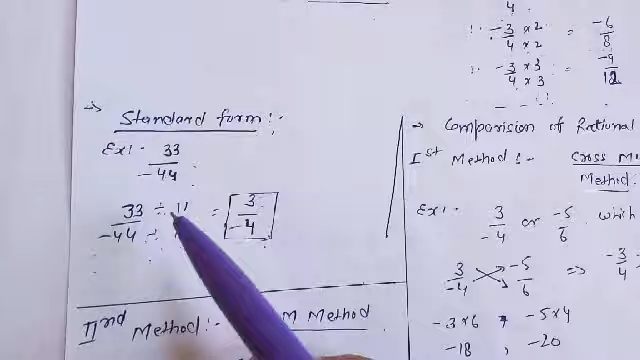 ⇒ Standard form :-
Ex:- 33
-44
33 ÷ 11 = 3
-44 ÷ -4
IInd Method :- M Method
4
-3 × 2 = -6
4 × 2 8
-3 × 3 = -9
4 × 3 12
→ Comparision of Rational
Ist Method :- Cross
Ex:- 3 or -5 which
-4 6
3 -5 ⇒ -3
-4 6 4
-3×6 , -5×4
-18 , -20